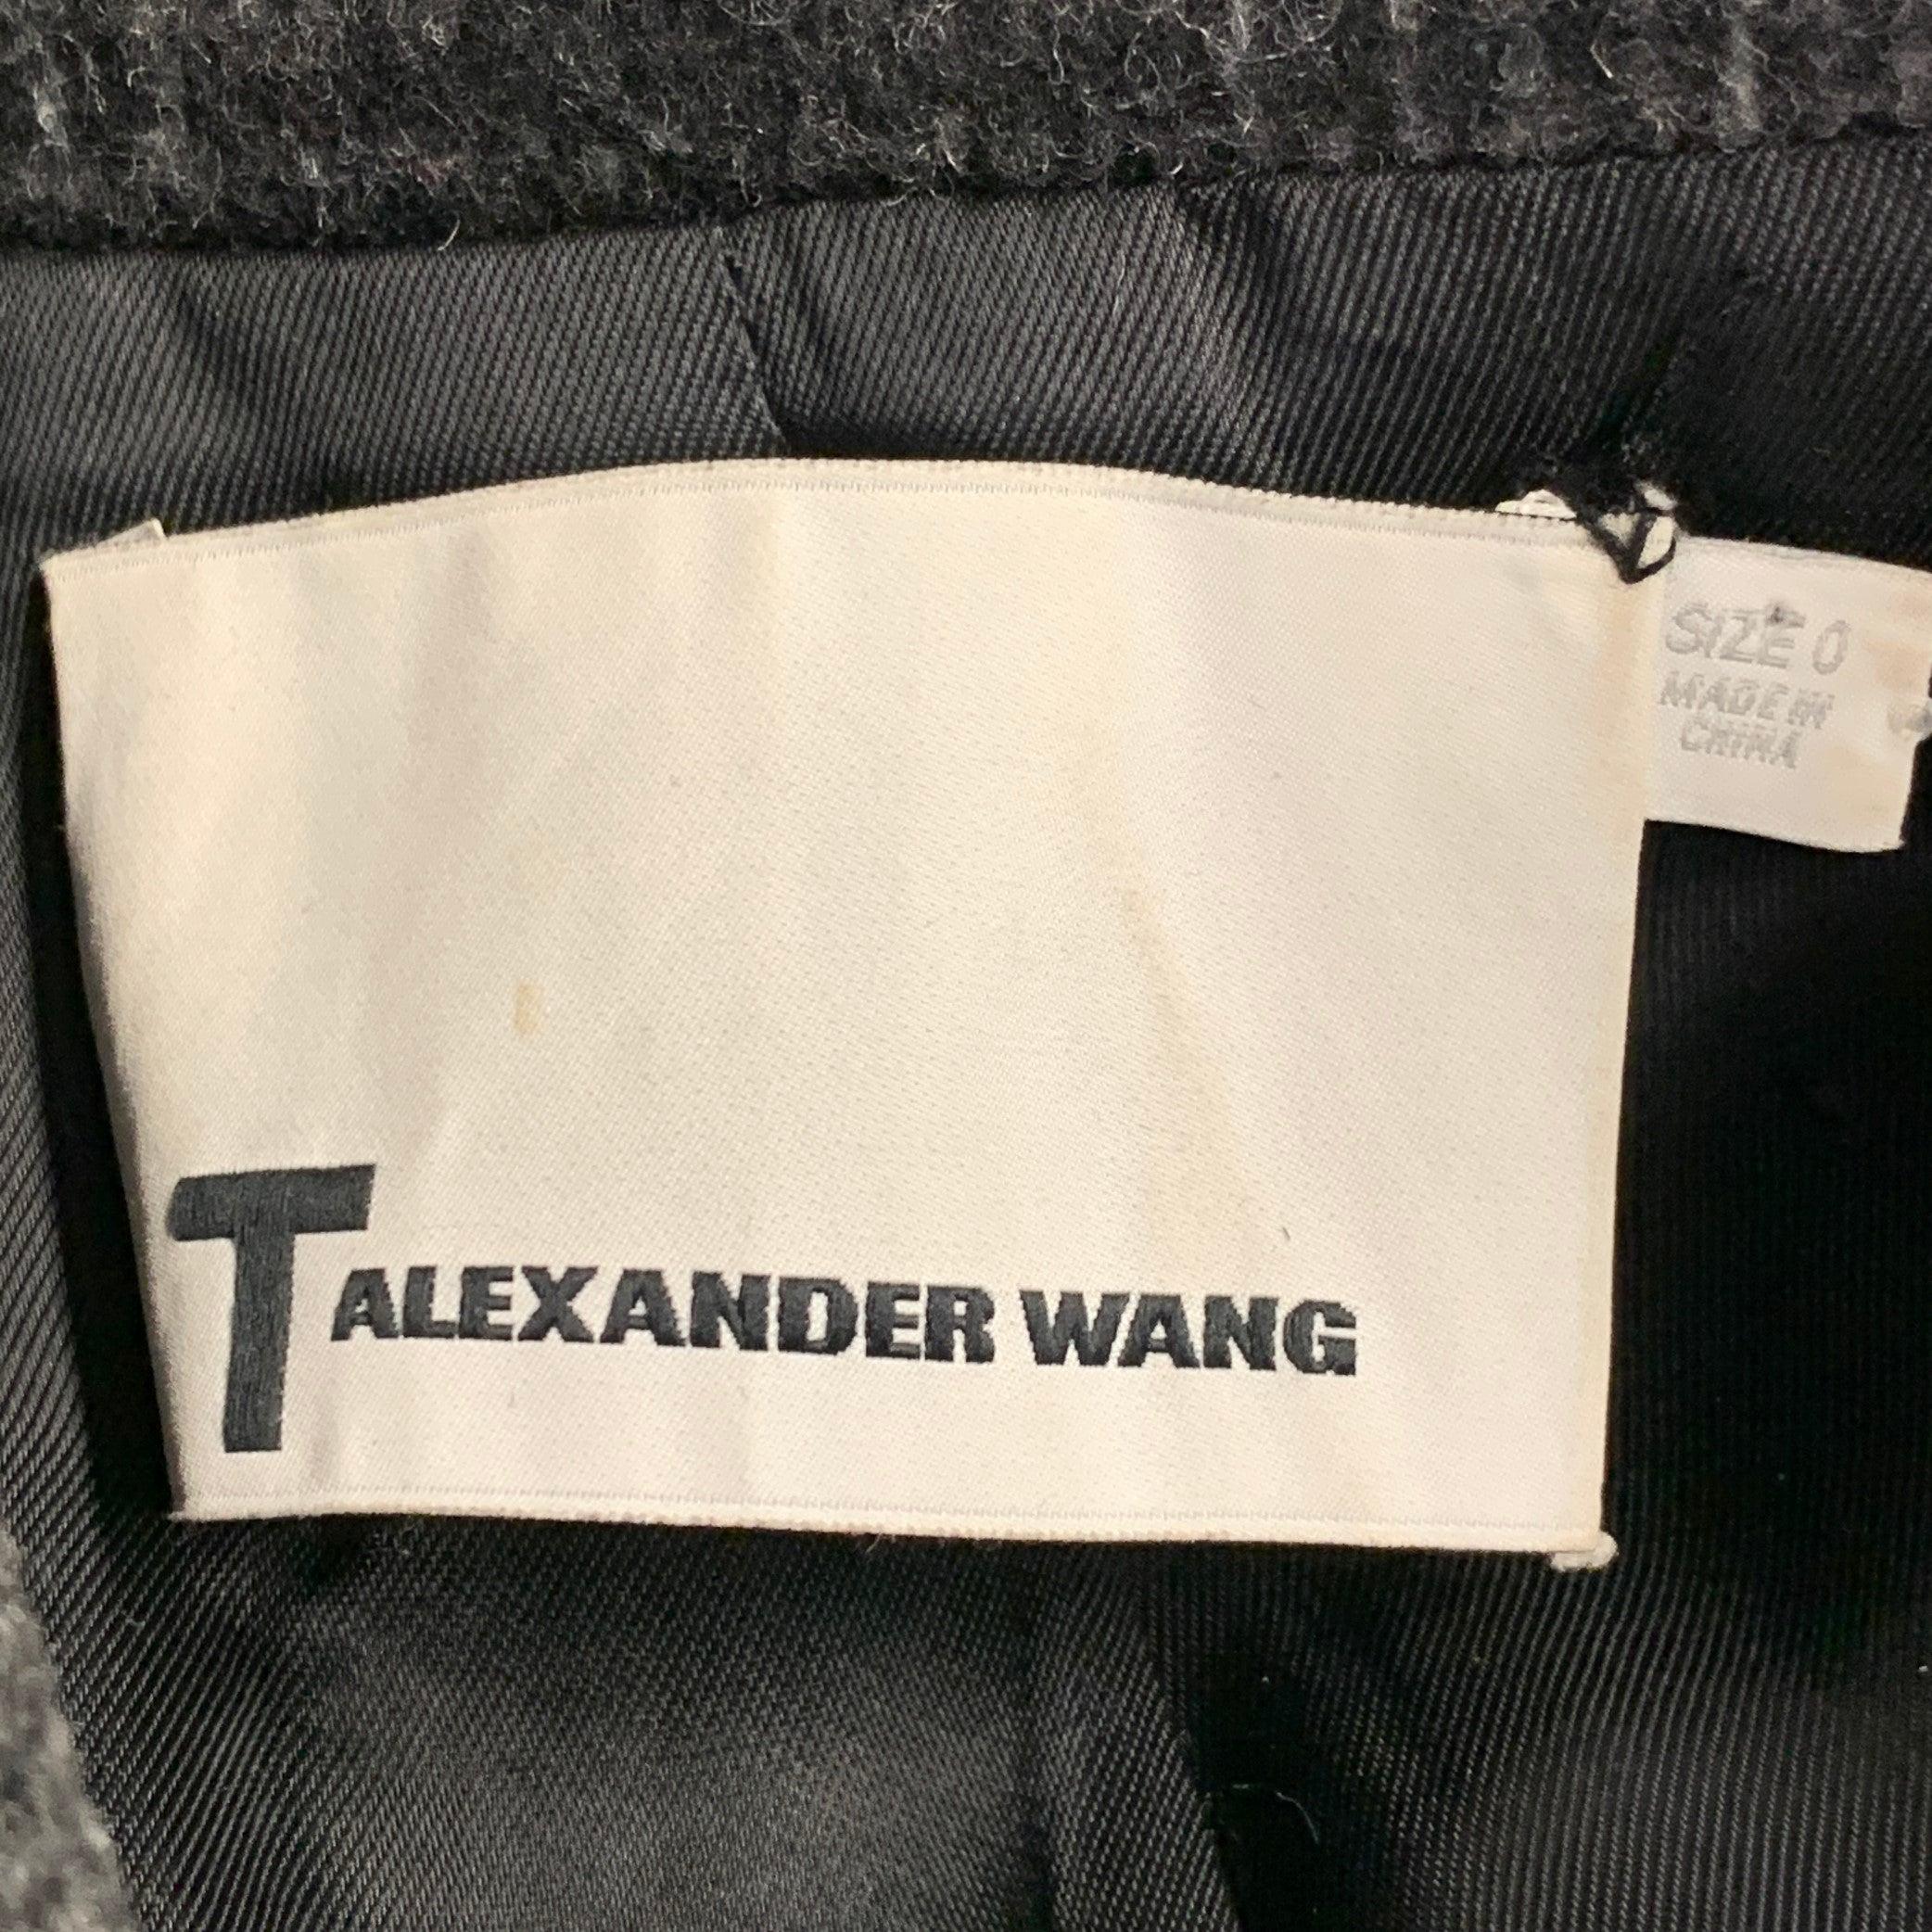 SIZE 0
MADE IN
CHINA
T ALEXANDER WANG